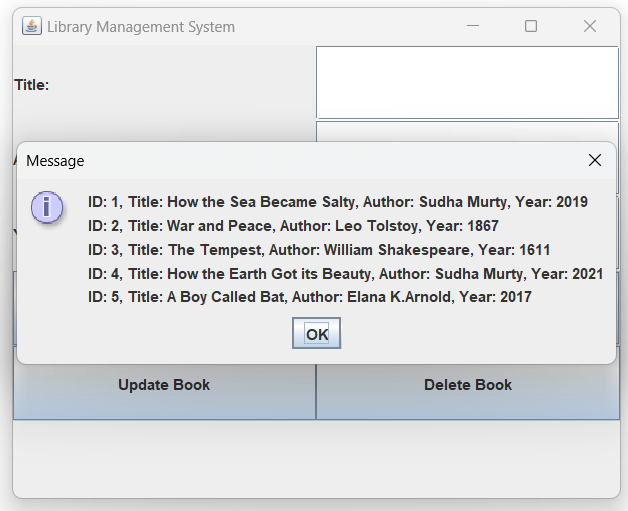 Library Management System
Title:
Message
ID: 1, Title: How the Sea Became Salty, Author: Sudha Murty, Year: 2019
ID: 2, Title: War and Peace, Author: Leo Tolstoy, Year: 1867
ID: 3, Title: The Tempest, Author: William Shakespeare, Year: 1611
ID: 4, Title: How the Earth Got its Beauty, Author: Sudha Murty, Year: 2021
ID: 5, Title: A Boy Called Bat, Author: Elana K.Arnold, Year: 2017
OK
Update Book
Delete Book